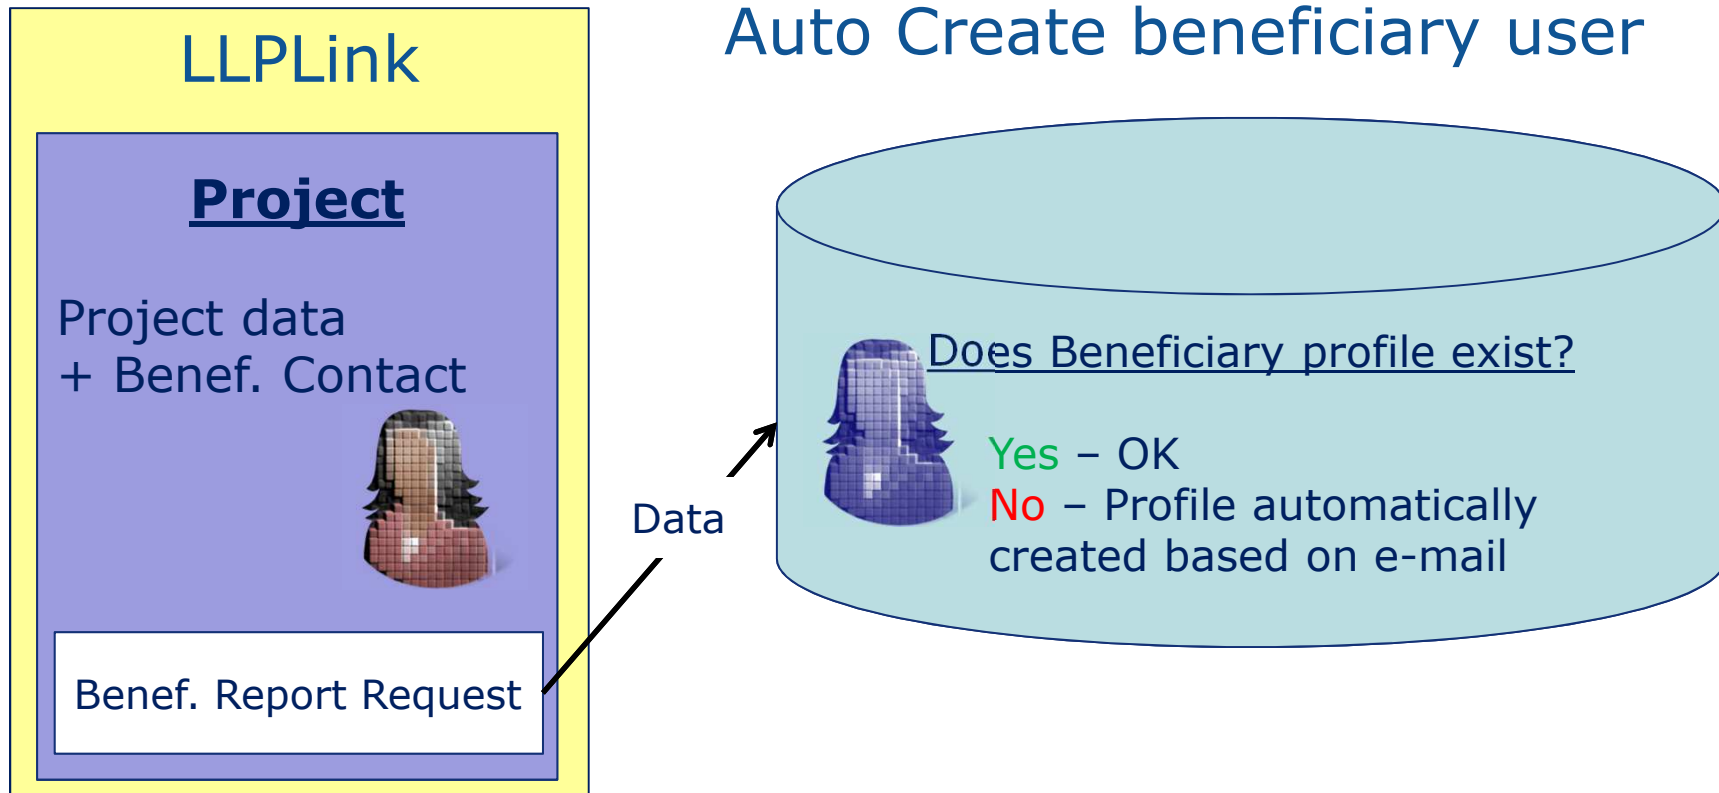 LLPLink
Auto Create beneficiary user
Project
Project data
+ Benef. Contact
Benef. Report Request
Data
Does Beneficiary profile exist?
Yes – OK
No – Profile automatically
created based on e-mail